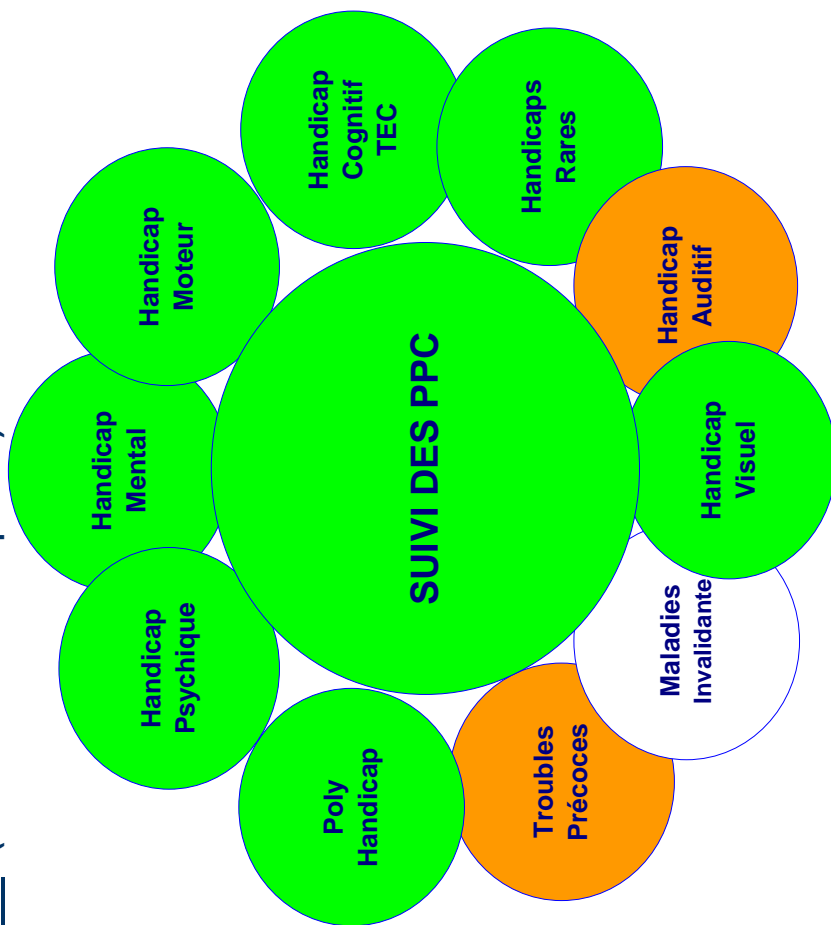 SUIVI DES PPC
Handicap
Mental
Handicap
Moteur
Handicap
Cognitif
TEC
Handicaps
Rares
Handicap
Auditif
Handicap
Visuel
Maladies
Invalidante
Troubles
Précoces
Poly
Handicap
Handicap
Psychique